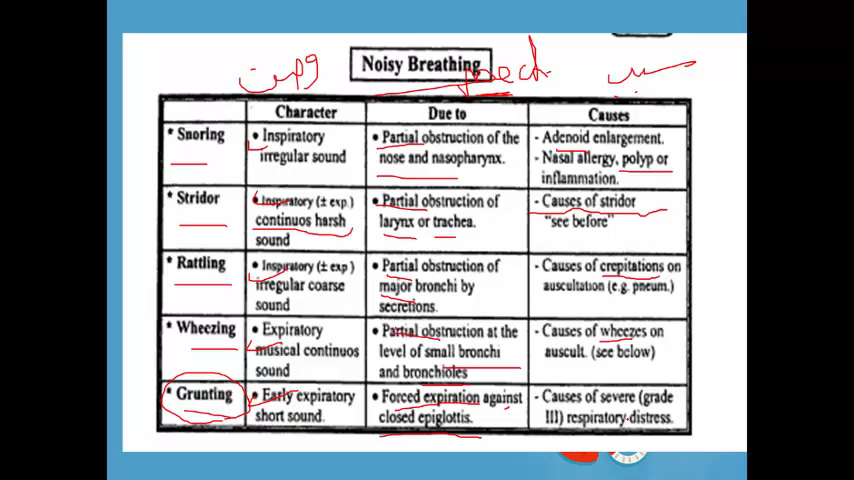 Noisy Breathing
وقت
mech
سبب
Character
Due to
Causes
* Snoring
• Inspiratory
irregular sound
• Partial obstruction of the
nose and nasopharynx.
- Adenoid enlargement.
- Nasal allergy, polyp or
inflammation.
* Stridor
• Inspiratory (± exp.)
continuos harsh
sound
• Partial obstruction of
larynx or trachea.
- Causes of stridor
"see before"
* Rattling
• Inspiratory (± exp)
irregular coarse
sound
• Partial obstruction of
major bronchi by
secretions.
- Causes of crepitations on
auscultation (e.g. pneum.)
* Wheezing
• Expiratory
musical continuos
sound
• Partial obstruction at the
level of small bronchi
and bronchioles
- Causes of wheezes on
auscult. (see below)
* Grunting
• Early expiratory
short sound.
• Forced expiration against
closed epiglottis.
- Causes of severe (grade
III) respiratory distress.